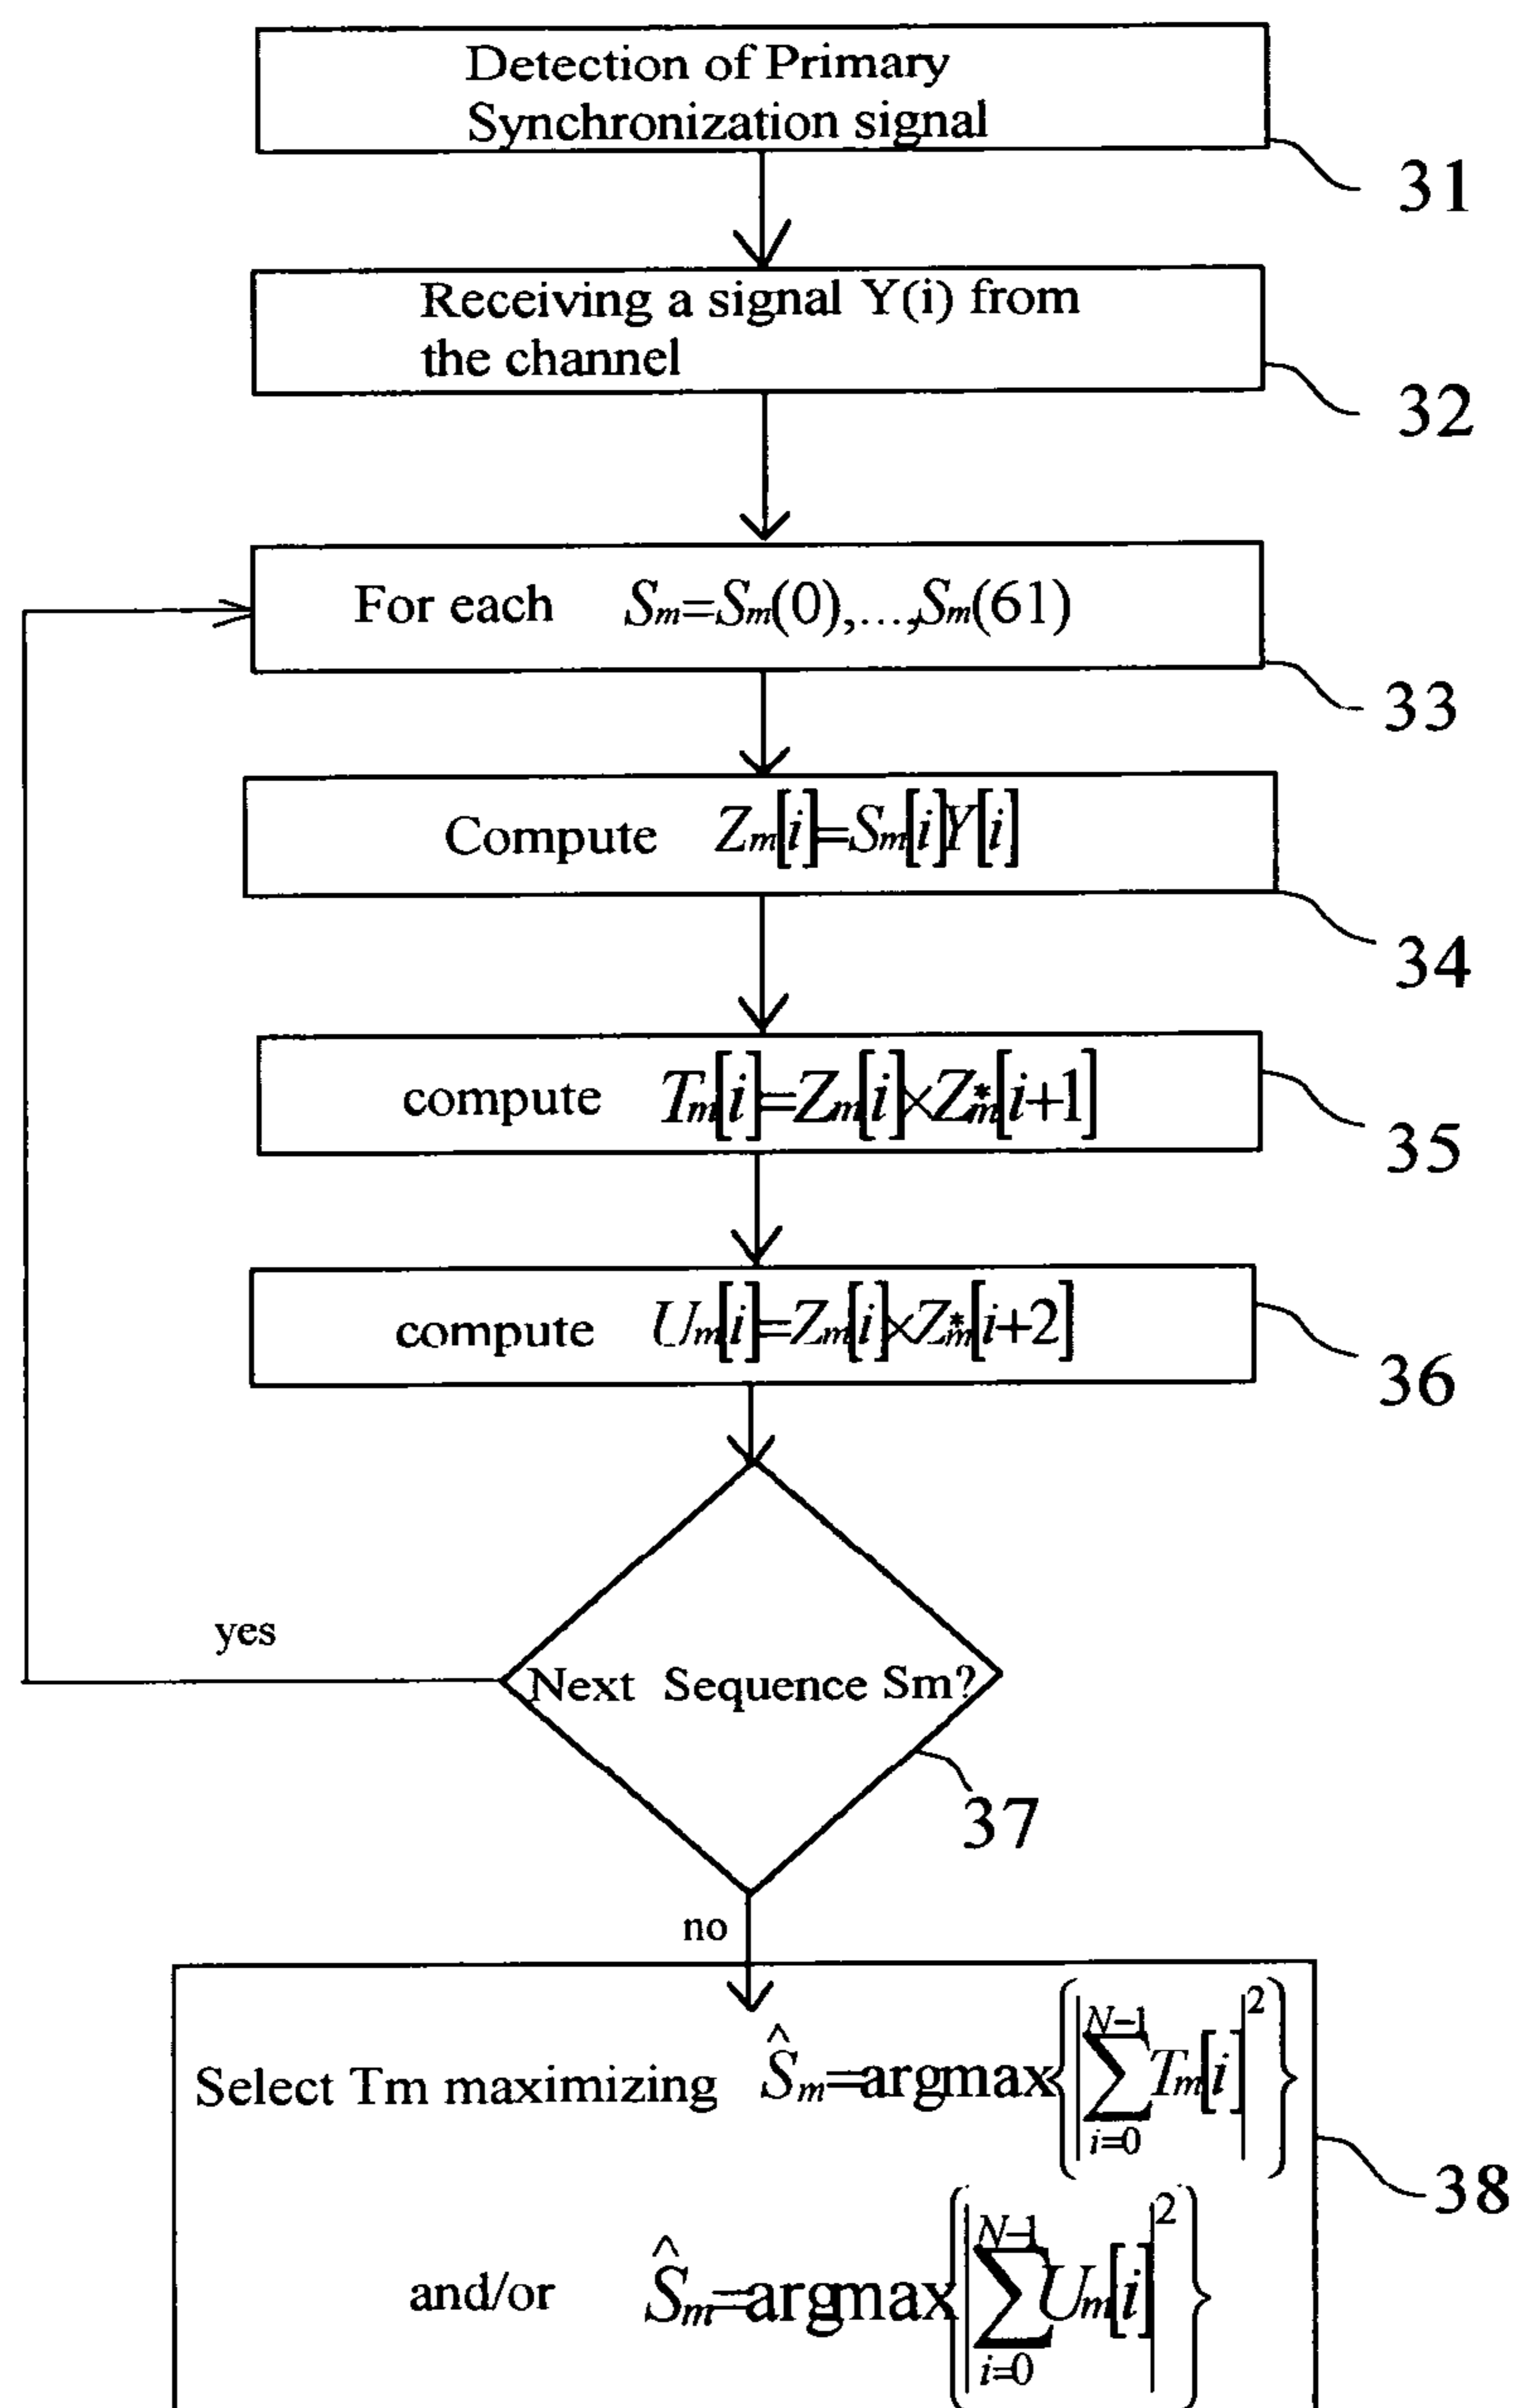 Detection of Primary
Synchronization signal
31
Receiving a signal Y(i) from
the channel
32
For each Sm=Sm(0),...,Sm(61)
33
Compute Zm[i]=Sm[i]Y[i]
34
compute Tm[i]=Zm[i]×Z*m[i+1]
35
compute Um[i]=Zm[i]×Z*m[i+2]
36
yes
Next Sequence Sm?
37
no
Select Tm maximizing Ŝm=argmax{|∑_{i=0}^{N-1}Tm[i]|^2}
38
and/or Ŝm=argmax{|∑_{i=0}^{N-1}Um[i]|^2}